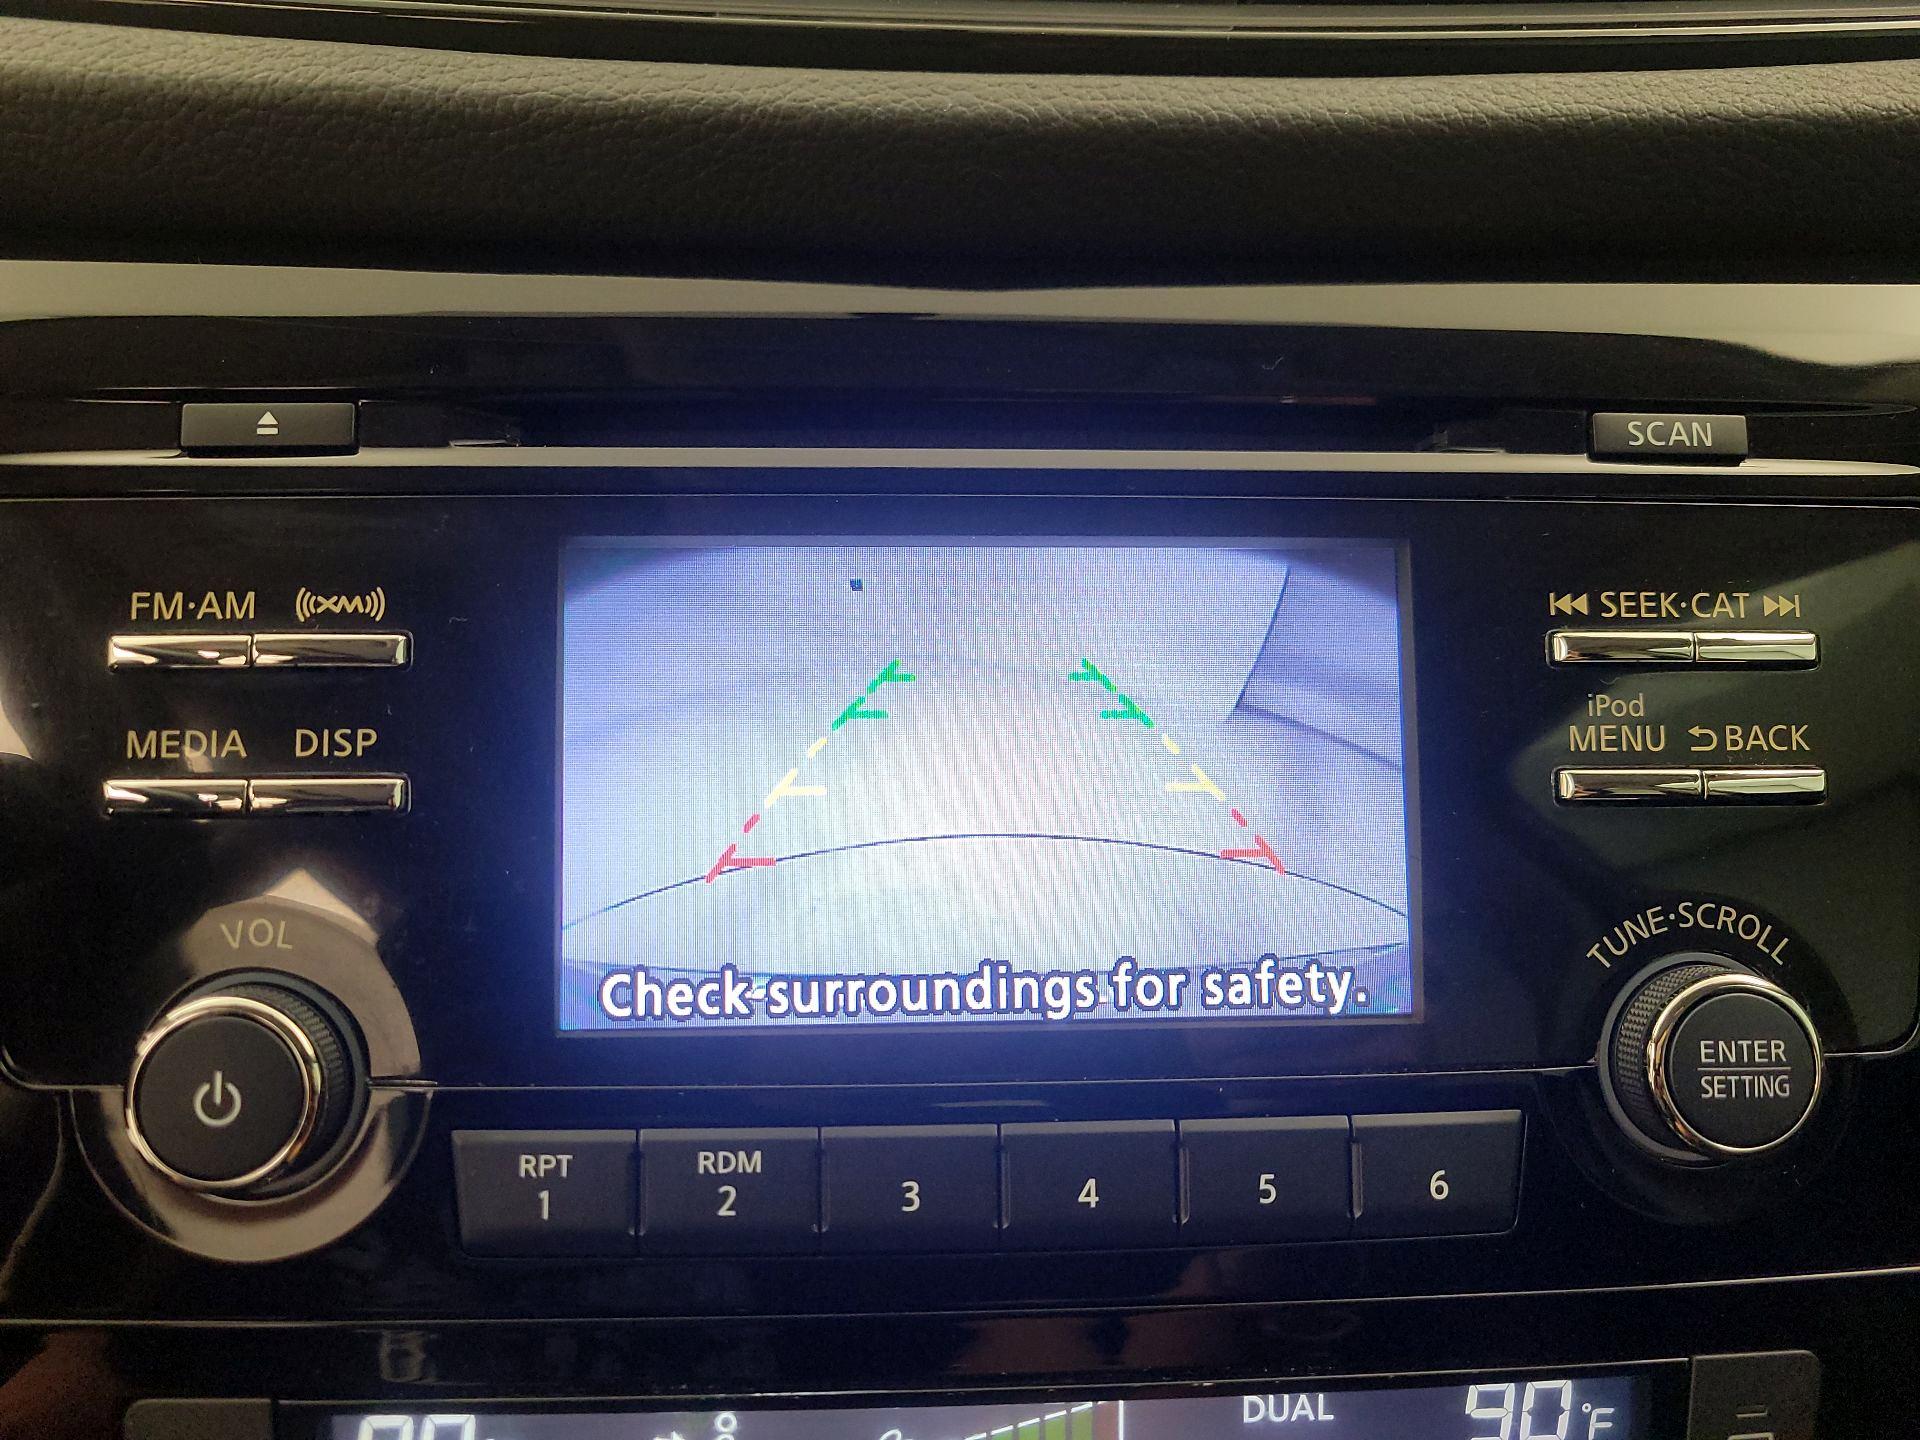 SCAN
FM·AM
XM
SEEK·CAT
MEDIA
DISP
iPod
MENU
BACK
VOL
TUNE·SCROLL
Check surroundings for safety.
ENTER
SETTING
RPT
1
RDM
2
3
4
5
6
DUAL
90°F